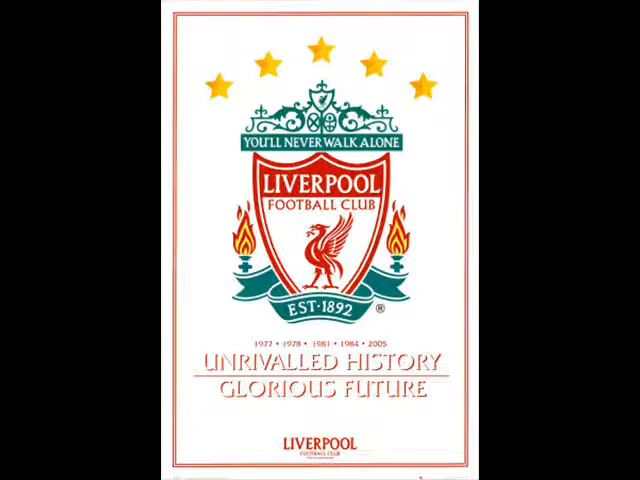 YOU'LL NEVER WALK ALONE
LIVERPOOL
FOOTBALL CLUB
EST·1892
®
1977 • 1978 • 1981 • 1984 • 2005
UNRIVALLED HISTORY
GLORIOUS FUTURE
LIVERPOOL
FOOTBALL CLUB